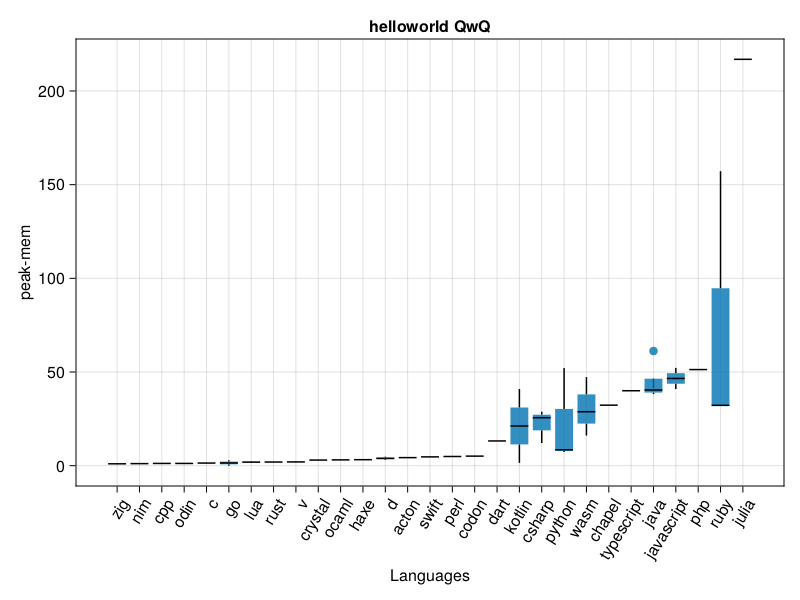 helloworld QwQ
peak-mem
200
150
100
50
0
zig
nim
cpp
odin
c
go
lua
rust
v
crystal
ocaml
haxe
d
acton
swift
perl
codon
dart
kotlin
csharp
python
wasm
chapel
typescript
java
javascript
php
ruby
julia
Languages